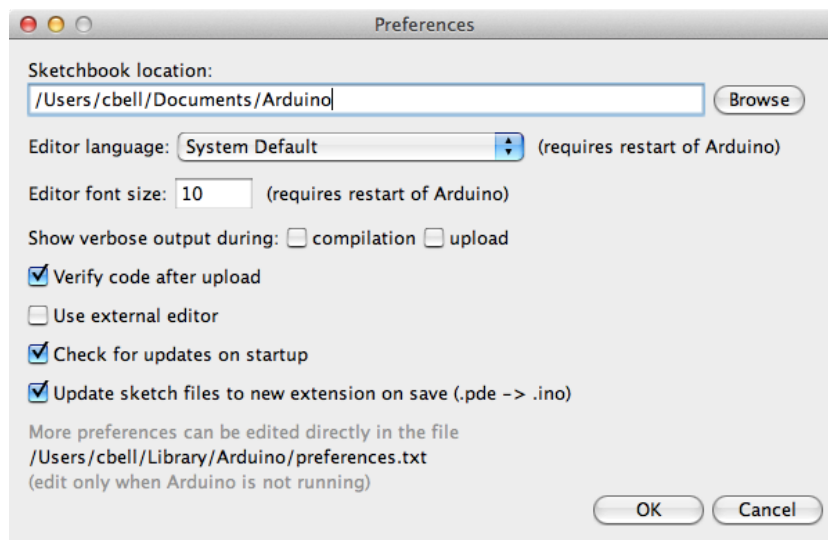 Preferences
Sketchbook location:
/Users/cbell/Documents/Arduino Browse
Editor language: System Default (requires restart of Arduino)
Editor font size: 10 (requires restart of Arduino)
Show verbose output during: compilation upload
Verify code after upload
Use external editor
Check for updates on startup
Update sketch files to new extension on save (.pde -> .ino)
More preferences can be edited directly in the file
/Users/cbell/Library/Arduino/preferences.txt
(edit only when Arduino is not running)
OK Cancel